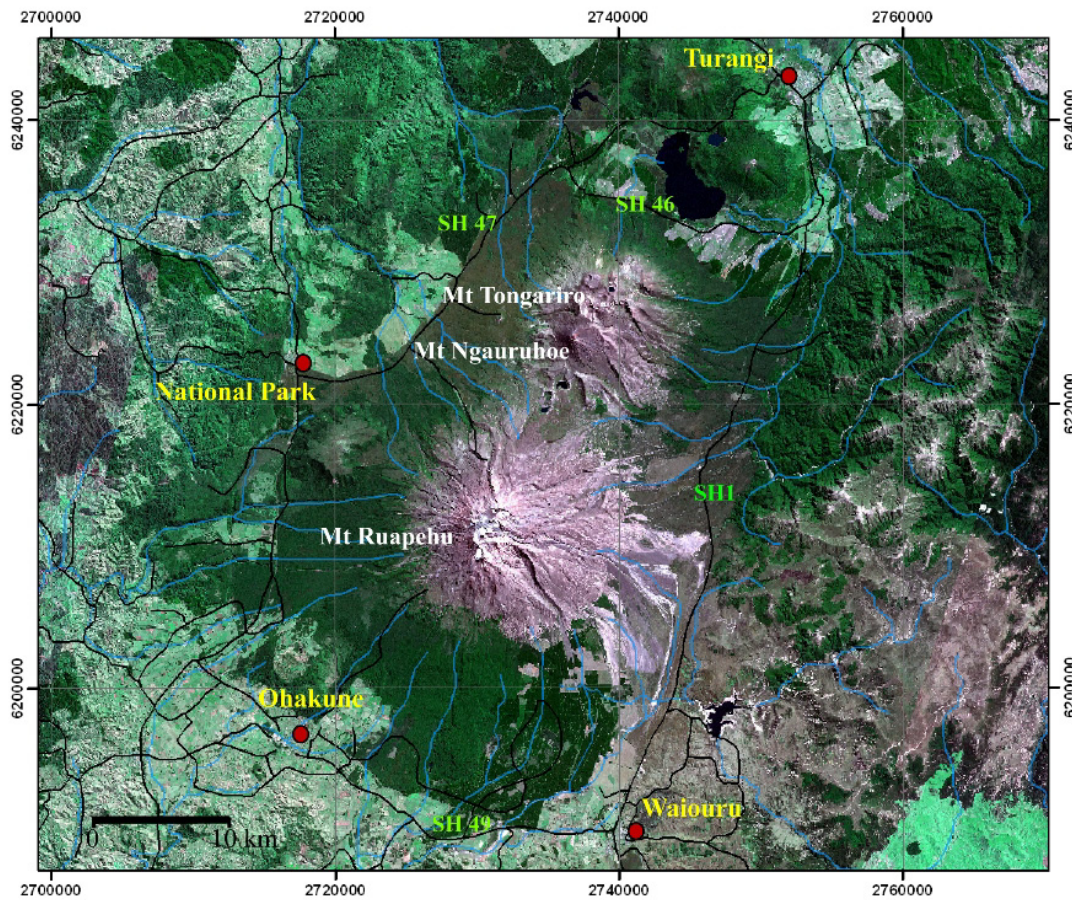 2700000 2720000 2740000 2760000
Turangi
6240000 6240000
SH 46
SH 47
Mt Tongariro
Mt Ngauruhoe
National Park
6220000 6220000
SH1
Mt Ruapehu
6200000 6200000
Ohakune
Waiouru
SH 49
0 10 km
2700000 2720000 2740000 2760000